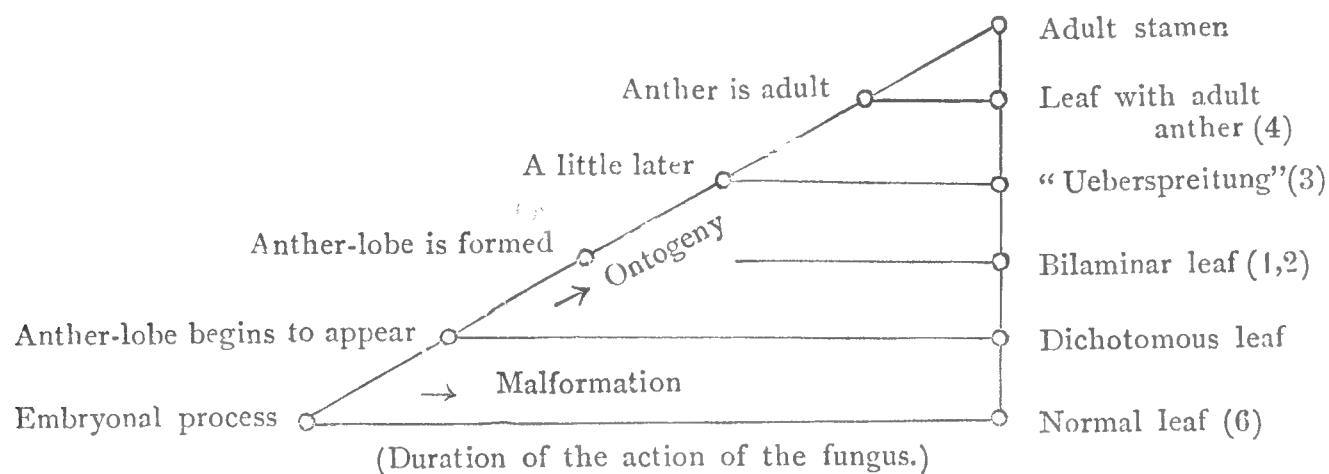 Adult stamen
Anther is adult
Leaf with adult
anther (4)
A little later
“Ueberspreitung”(3)
Anther-lobe is formed
Ontogeny
Bilaminar leaf (1,2)
Anther-lobe begins to appear
Dichotomous leaf
→ Malformation
Embryonal process
Normal leaf (6)
(Duration of the action of the fungus.)